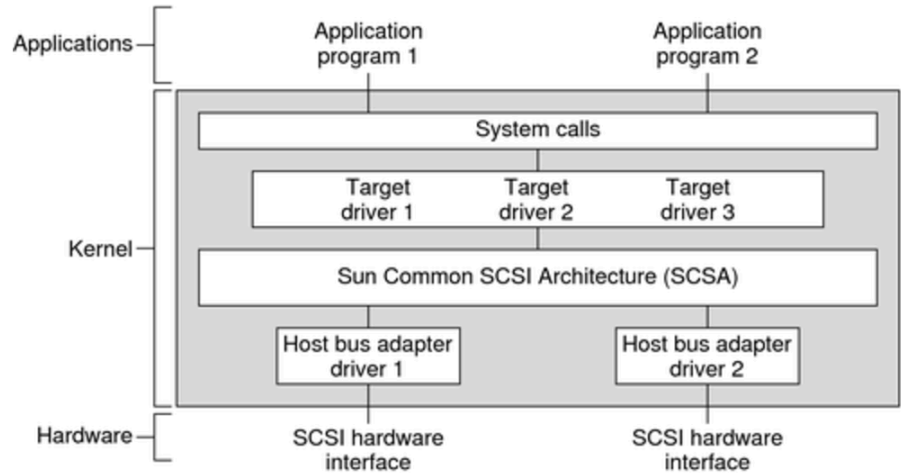 Applications
Application
program 1
Application
program 2
System calls
Target
driver 1
Target
driver 2
Target
driver 3
Kernel
Sun Common SCSI Architecture (SCSA)
Host bus adapter
driver 1
Host bus adapter
driver 2
Hardware
SCSI hardware
interface
SCSI hardware
interface